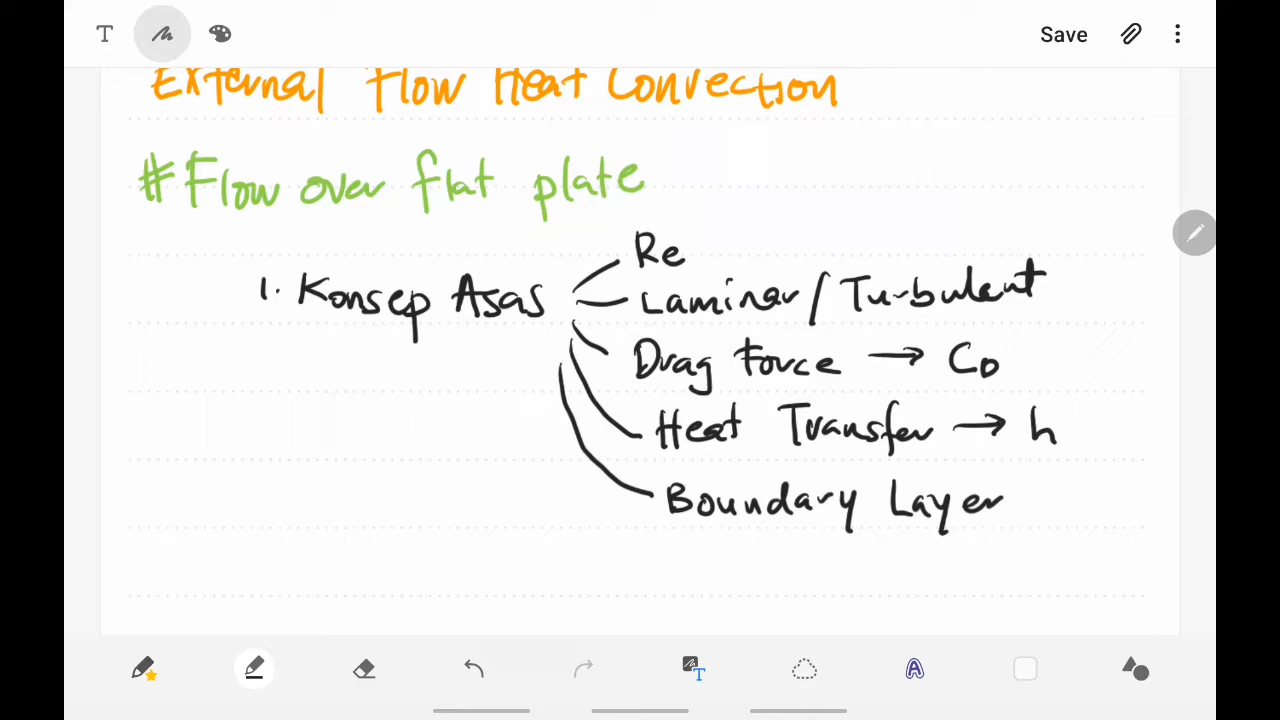 Save
External Flow Heat Convection
#Flow over flat plate
1. Konsep Asas
Re
Laminar / Turbulent
Drag Force → CD
Heat Transfer → h
Boundary Layer